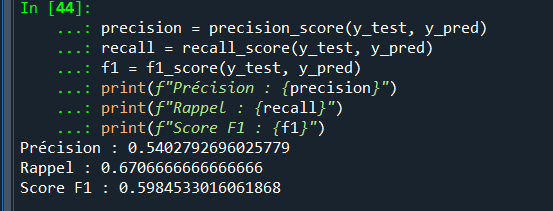 In [44]:
...: precision = precision_score(y_test, y_pred)
...: recall = recall_score(y_test, y_pred)
...: f1 = f1_score(y_test, y_pred)
...: print(f"Précision : {precision}")
...: print(f"Rappel : {recall}")
...: print(f"Score F1 : {f1}")
Précision : 0.5402792696025779
Rappel : 0.6706666666666666
Score F1 : 0.5984533016061868